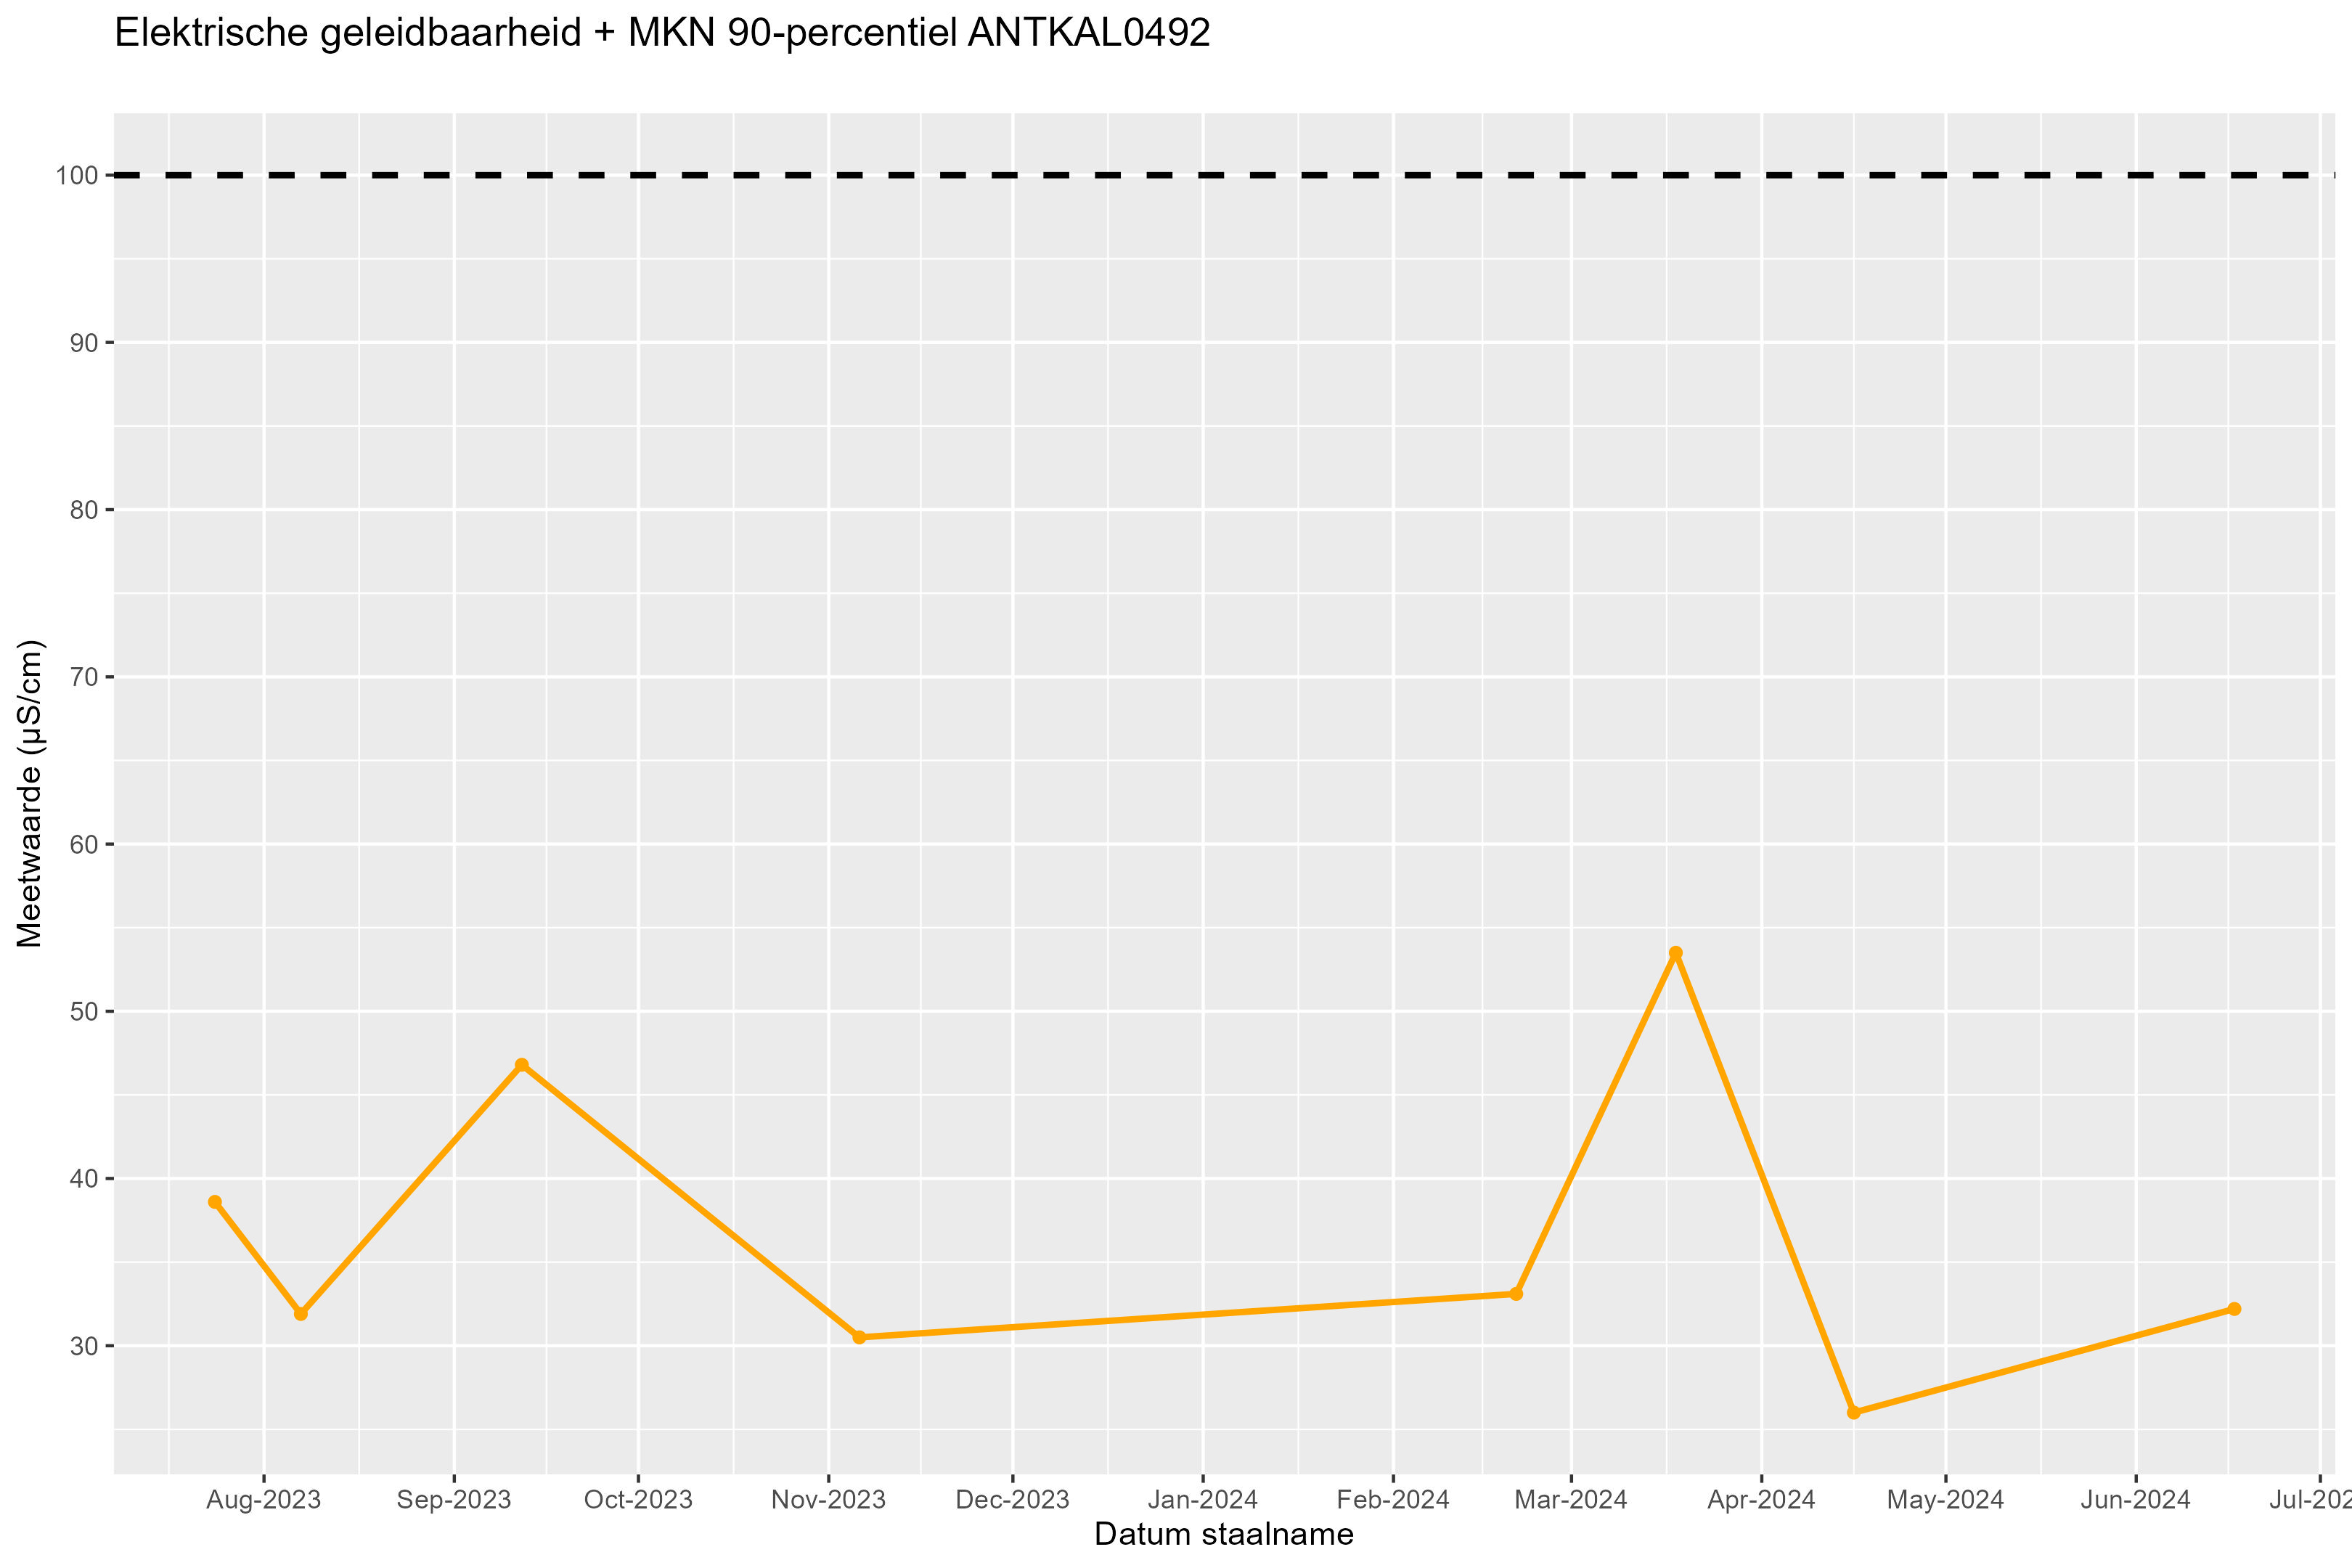 Elektrische geleidbaarheid + MKN 90-percentiel ANTKAL0492
100
90
80
70
60
50
40
30
Meetwaarde (µS/cm)
Aug-2023 Sep-2023 Oct-2023 Nov-2023 Dec-2023 Jan-2024 Feb-2024 Mar-2024 Apr-2024 May-2024 Jun-2024 Jul-202
Datum staalname